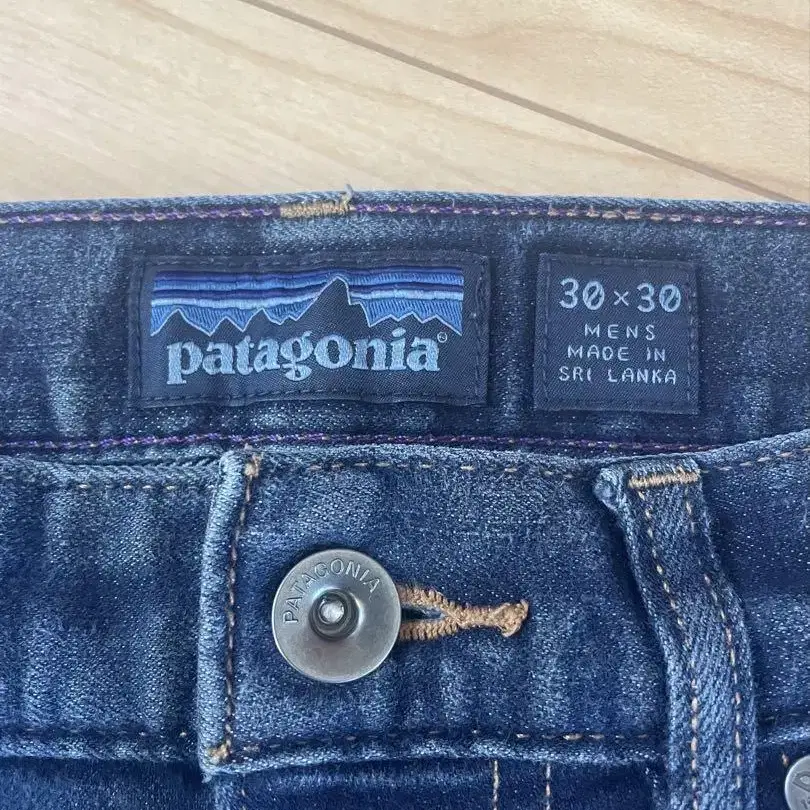 patagonia®
30×30
MENS
MADE IN
SRI LANKA
PATAGONIA